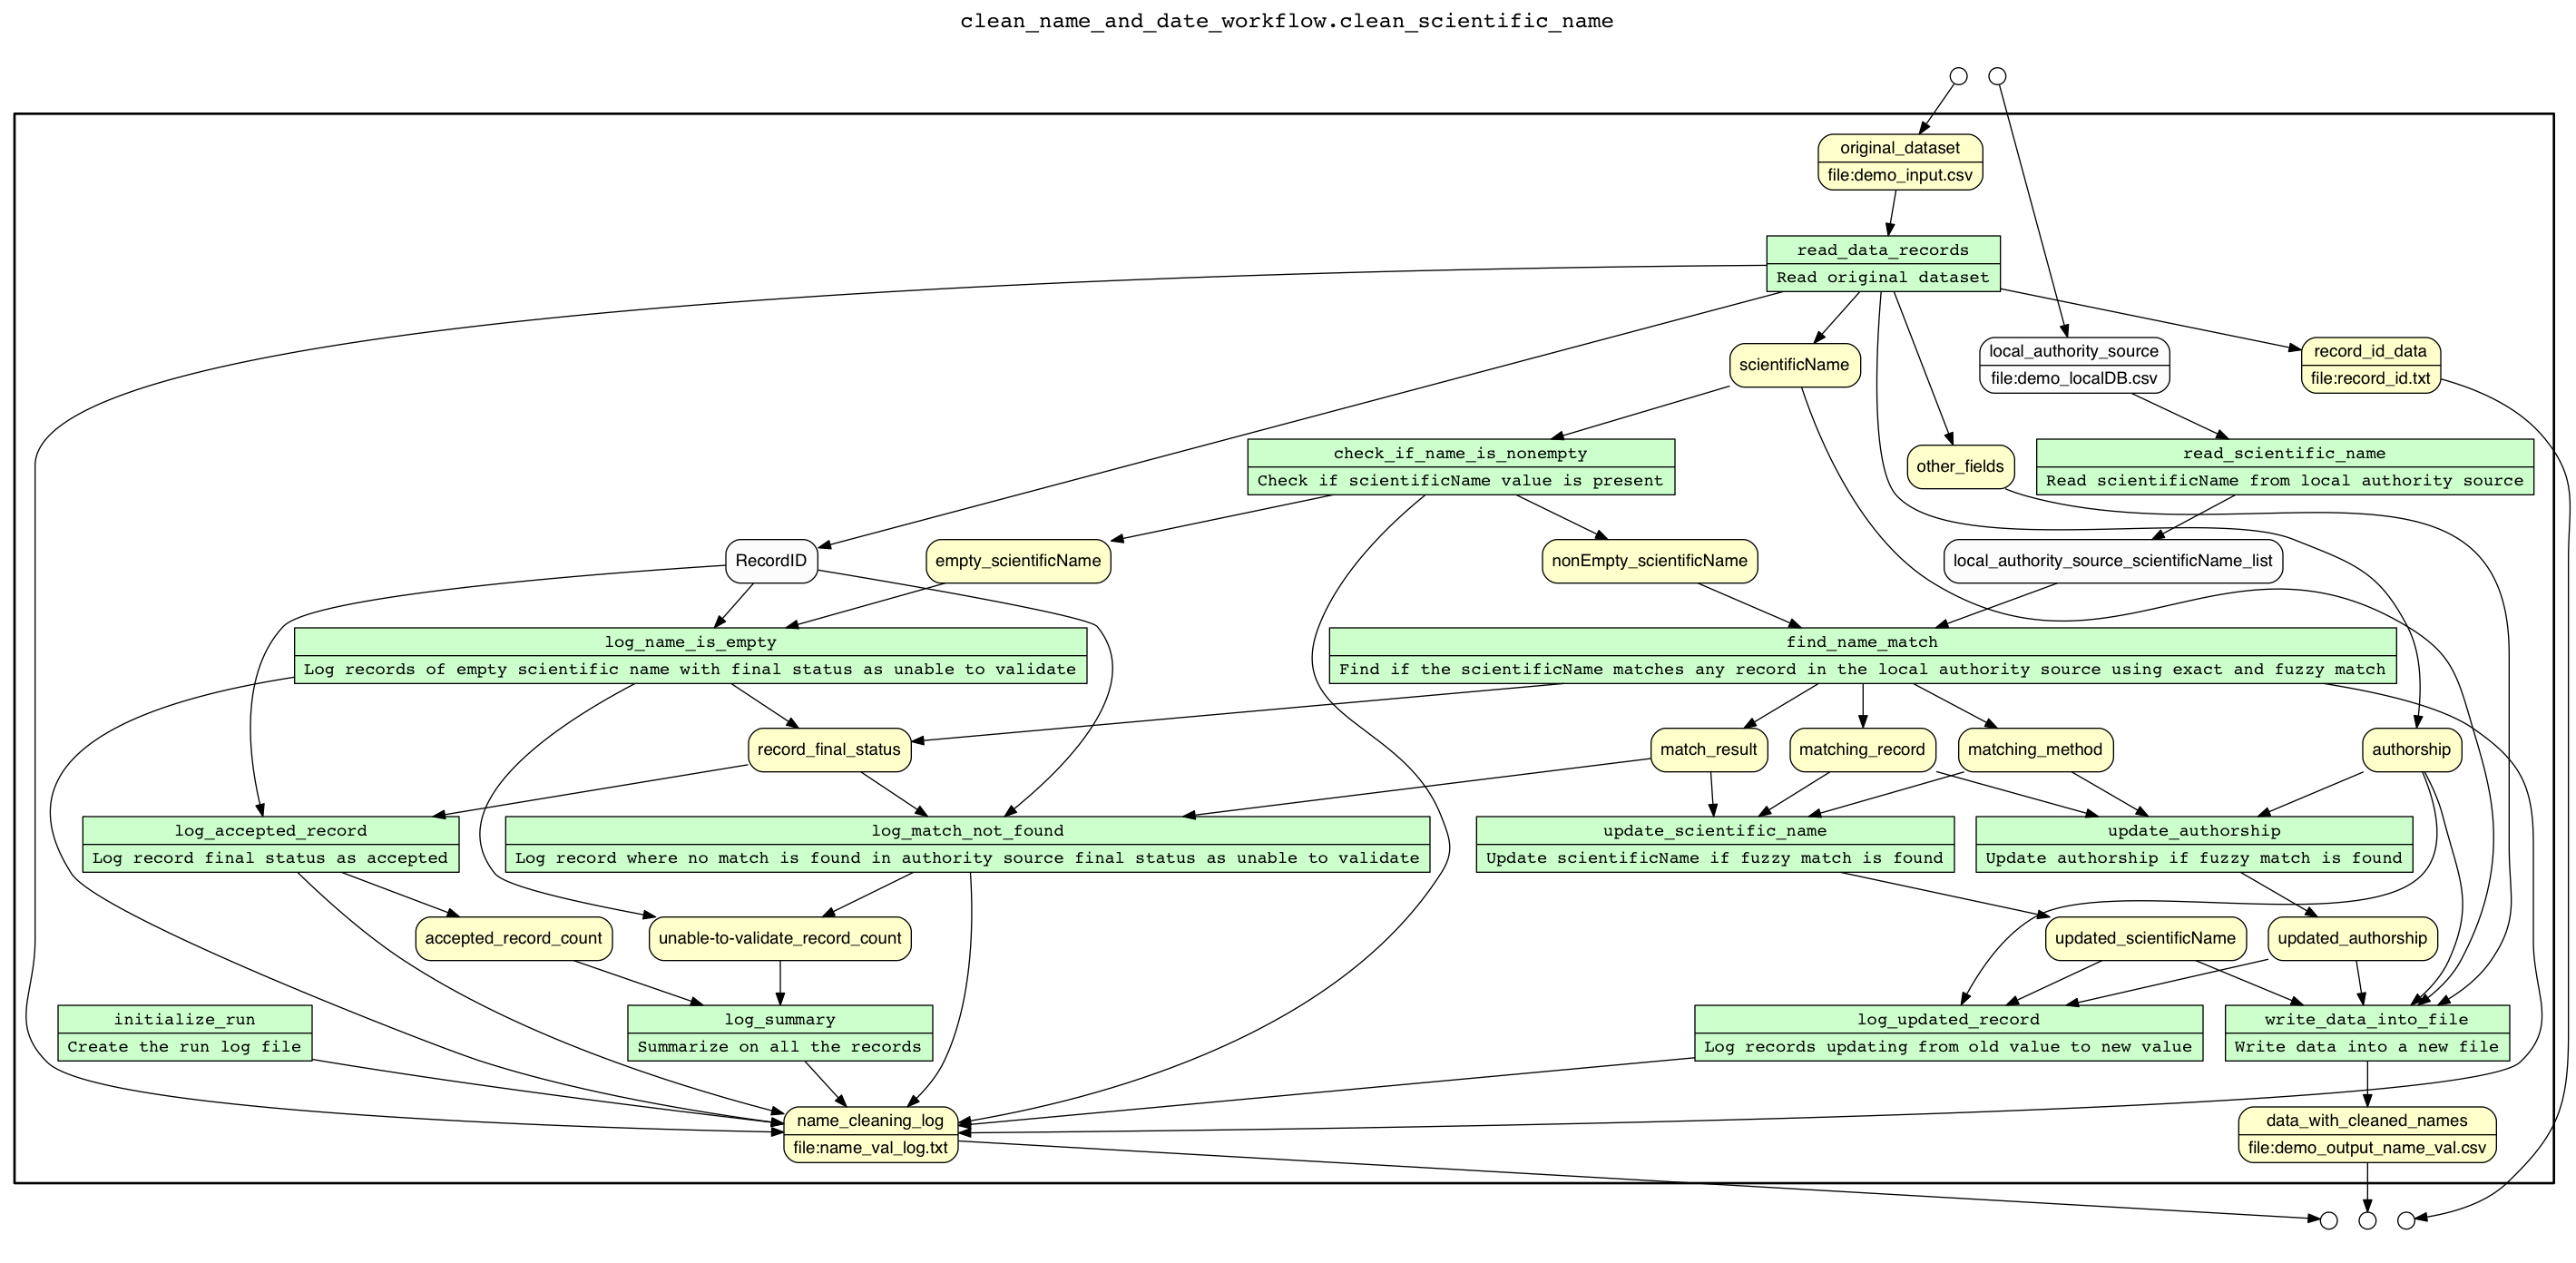 clean_name_and_date_workflow.clean_scientific_name
original_dataset
file:demo_input.csv
read_data_records
Read original dataset
scientificName
local_authority_source
file:demo_localDB.csv
record_id_data
file:record_id.txt
check_if_name_is_nonempty
Check if scientificName value is present
other_fields
read_scientific_name
Read scientificName from local authority source
RecordID
empty_scientificName
nonEmpty_scientificName
local_authority_source_scientificName_list
log_name_is_empty
Log records of empty scientific name with final status as unable to validate
find_name_match
Find if the scientificName matches any record in the local authority source using exact and fuzzy match
record_final_status
match_result
matching_record
matching_method
authorship
log_accepted_record
Log record final status as accepted
log_match_not_found
Log record where no match is found in authority source final status as unable to validate
update_scientific_name
Update scientificName if fuzzy match is found
update_authorship
Update authorship if fuzzy match is found
accepted_record_count
unable-to-validate_record_count
updated_scientificName
updated_authorship
initialize_run
Create the run log file
log_summary
Summarize on all the records
log_updated_record
Log records updating from old value to new value
write_data_into_file
Write data into a new file
name_cleaning_log
file:name_val_log.txt
data_with_cleaned_names
file:demo_output_name_val.csv